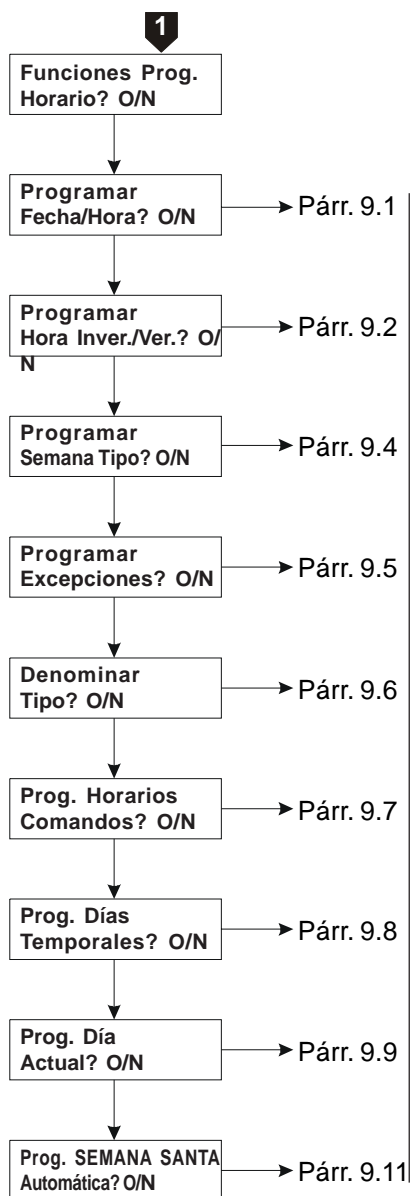 1
Funciones Prog.
Horario? O/N
Programar
Fecha/Hora? O/N
Párr. 9.1
Programar
Hora Inver./Ver.? O/
N
Párr. 9.2
Programar
Semana Tipo? O/N
Párr. 9.4
Programar
Excepciones? O/N
Párr. 9.5
Denominar
Tipo? O/N
Párr. 9.6
Prog. Horarios
Comandos? O/N
Párr. 9.7
Prog. Días
Temporales? O/N
Párr. 9.8
Prog. Día
Actual? O/N
Párr. 9.9
Prog. SEMANA SANTA
Automática? O/N
Párr. 9.11